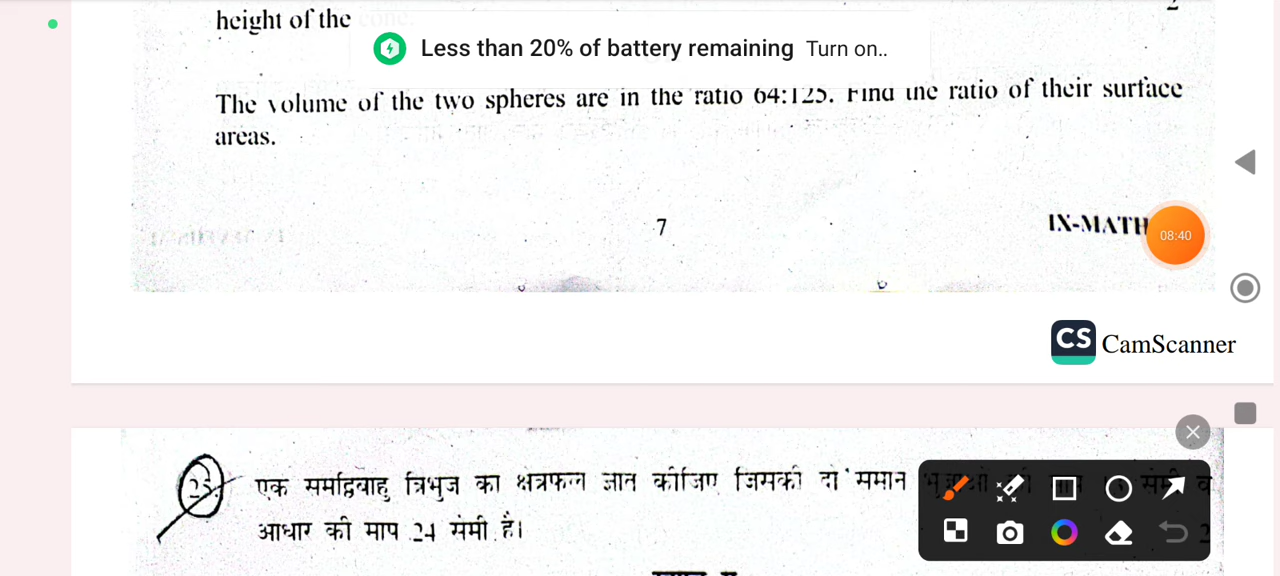 height of the cone.
Less than 20% of battery remaining Turn on..
The volume of the two spheres are in the ratio 64:125. Find the ratio of their surface
areas.
7
IX-MATH
08:40
CS CamScanner
23.
एक समद्विबाहु त्रिभुज का क्षेत्रफल ज्ञात कीजिए जिसकी दो समान
आधार की माप 24 सेमी है।